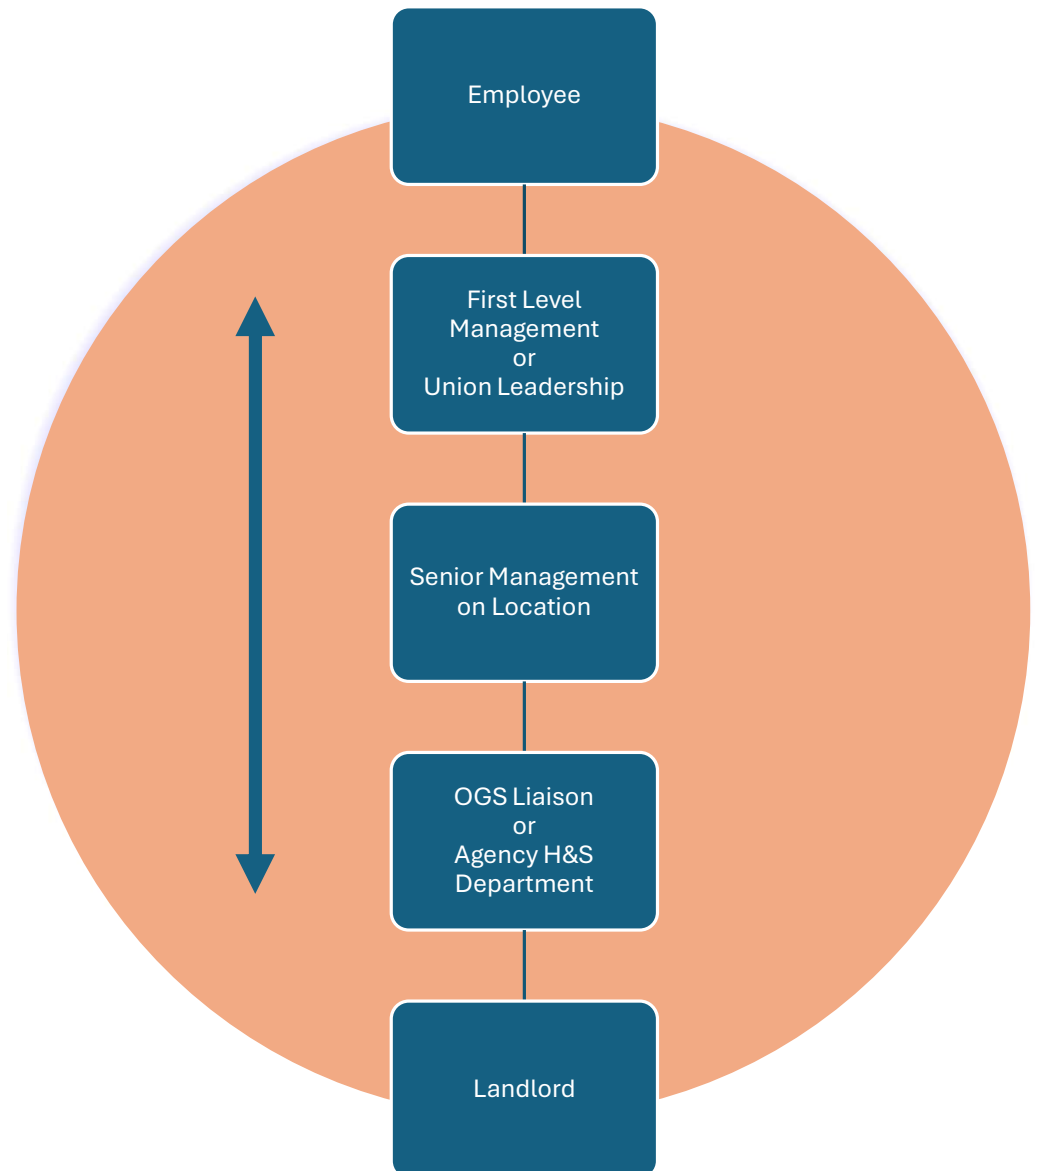 Employee
First Level
Management
or
Union Leadership
Senior Management
on Location
OGS Liaison
or
Agency H&S
Department
Landlord